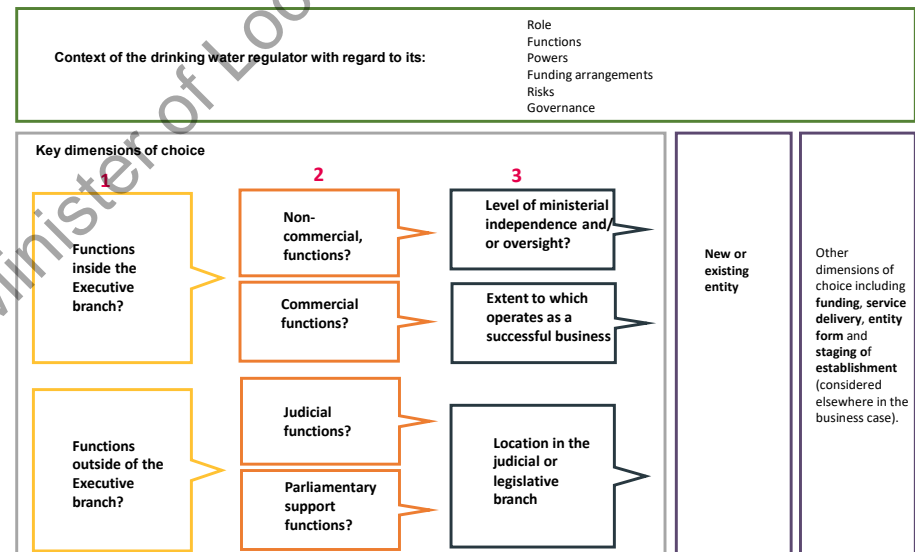 Context of the drinking water regulator with regard to its:
Role
Functions
Powers
Funding arrangements
Risks
Governance
Key dimensions of choice
1
2
3
Functions
inside the
Executive
branch?
Non-
commercial,
functions?
Level of ministerial
independence and/
or oversight?
Commercial
functions?
Extent to which
operates as a
successful business
Functions
outside of the
Executive
branch?
Judicial
functions?
Parliamentary
support
functions?
Location in the
judicial or
legislative
branch
New or
existing
entity
Other
dimensions of
choice including
funding, service
delivery, entity
form and
staging of
establishment
(considered
elsewhere in the
business case).
Minister of Loc